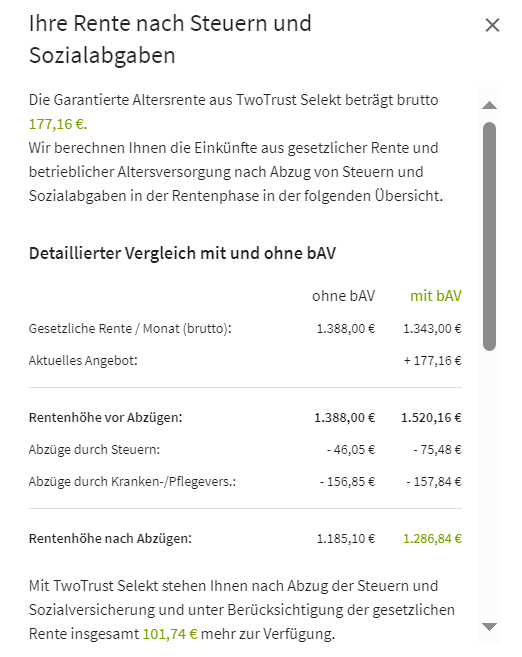 Ihre Rente nach Steuern und
Sozialabgaben
Die Garantierte Altersrente aus TwoTrust Selekt beträgt brutto
177,16 €.
Wir berechnen Ihnen die Einkünfte aus gesetzlicher Rente und
betrieblicher Altersversorgung nach Abzug von Steuern und
Sozialabgaben in der Rentenphase in der folgenden Übersicht.
Detaillierter Vergleich mit und ohne bAV
ohne bAV mit bAV
Gesetzliche Rente / Monat (brutto): 1.388,00 € 1.343,00 €
Aktuelles Angebot: + 177,16 €
Rentenhöhe vor Abzügen: 1.388,00 € 1.520,16 €
Abzüge durch Steuern: - 46,05 € - 75,48 €
Abzüge durch Kranken-/Pflegevers.: - 156,85 € - 157,84 €
Rentenhöhe nach Abzügen: 1.185,10 € 1.286,84 €
Mit TwoTrust Selekt stehen Ihnen nach Abzug der Steuern und
Sozialversicherung und unter Berücksichtigung der gesetzlichen
Rente insgesamt 101,74 € mehr zur Verfügung.